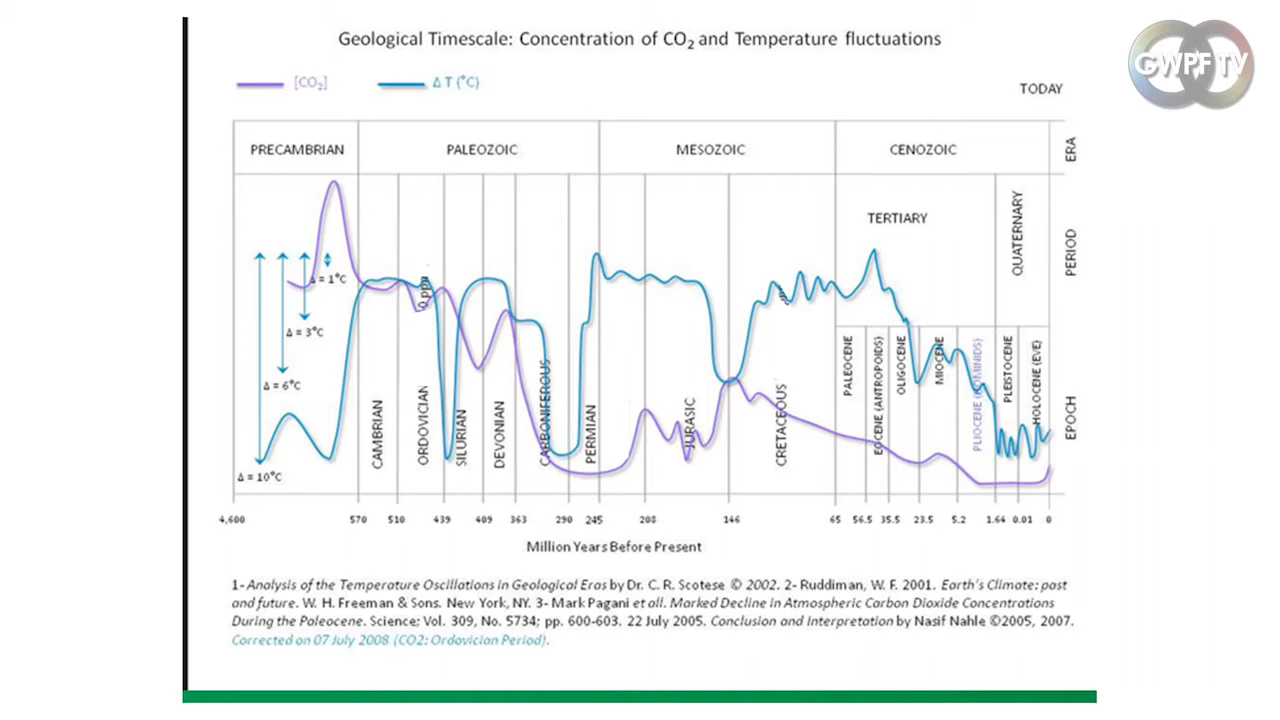 Geological Timescale: Concentration of CO₂ and Temperature fluctuations
GWPF TV
[CO₂]
Δ T (°C)
TODAY
PRECAMBRIAN
PALEOZOIC
MESOZOIC
CENOZOIC
ERA
TERTIARY
QUATERNARY
PERIOD
Δ = 1°C
Δ = 3°C
Δ = 6°C
Δ = 10°C
CAMBRIAN
ORDOVICIAN
SILURIAN
DEVONIAN
CARBONIFEROUS
PERMIAN
JURASIC
CRETACEOUS
PALEOCENE
EOCENE (ANTROPOIDS)
OLIGOCENE
MIOCENE
PLIOCENE (HOMINIDS)
PLEISTOCENE
HOLOCENE (EVE)
EPOCH
4,600 570 510 439 409 363 290 245 208 146 65 56.5 35.5 23.5 5.2 1.64 0.01 0
Million Years Before Present
1- Analysis of the Temperature Oscillations in Geological Eras by Dr. C. R. Scotese © 2002. 2- Ruddiman, W. F. 2001. Earth's Climate: past
and future. W. H. Freeman & Sons. New York, NY. 3- Mark Pagani et all. Marked Decline in Atmospheric Carbon Dioxide Concentrations
During the Paleocene. Science; Vol. 309, No. 5734; pp. 600-603. 22 July 2005. Conclusion and Interpretation by Nasif Nahle ©2005, 2007.
Corrected on 07 July 2008 (CO2: Ordovician Period).